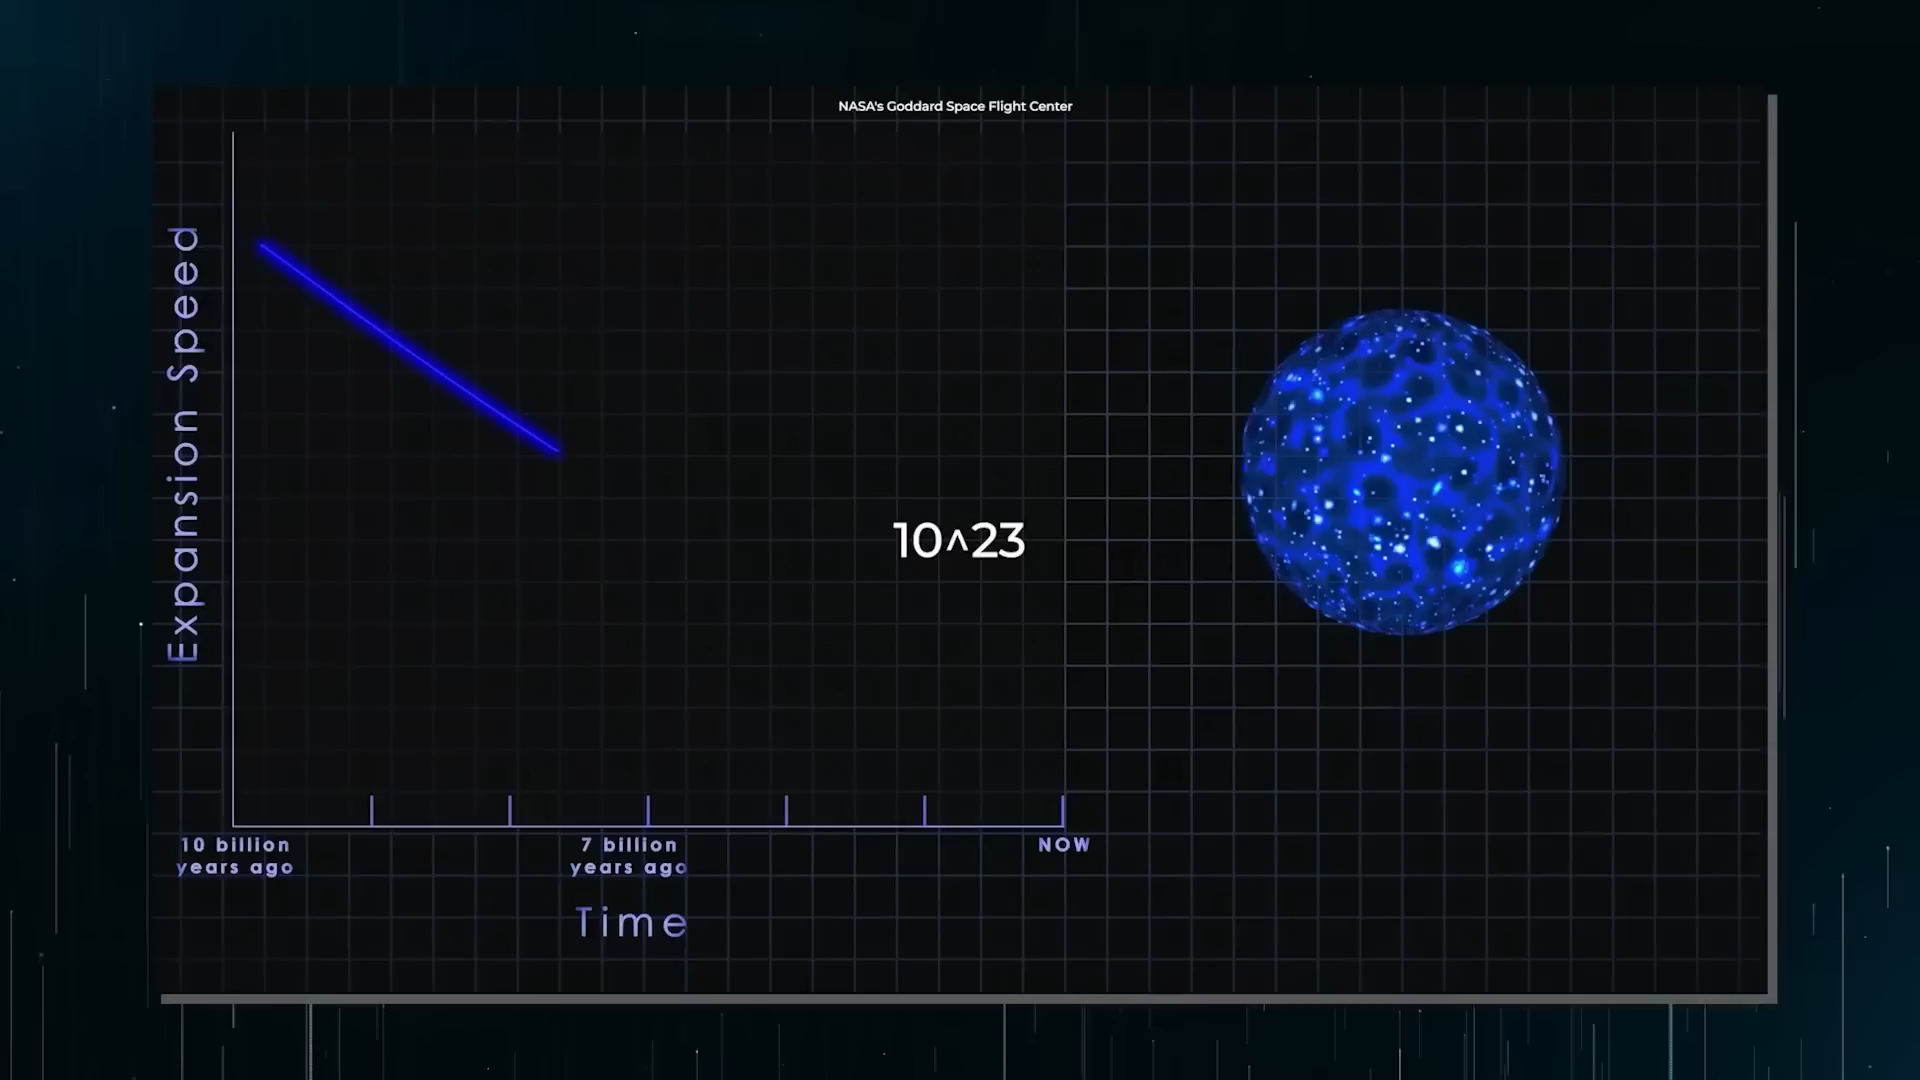 NASA's Goddard Space Flight Center
Expansion Speed
10^23
10 billion
years ago
7 billion
years ago
NOW
Time